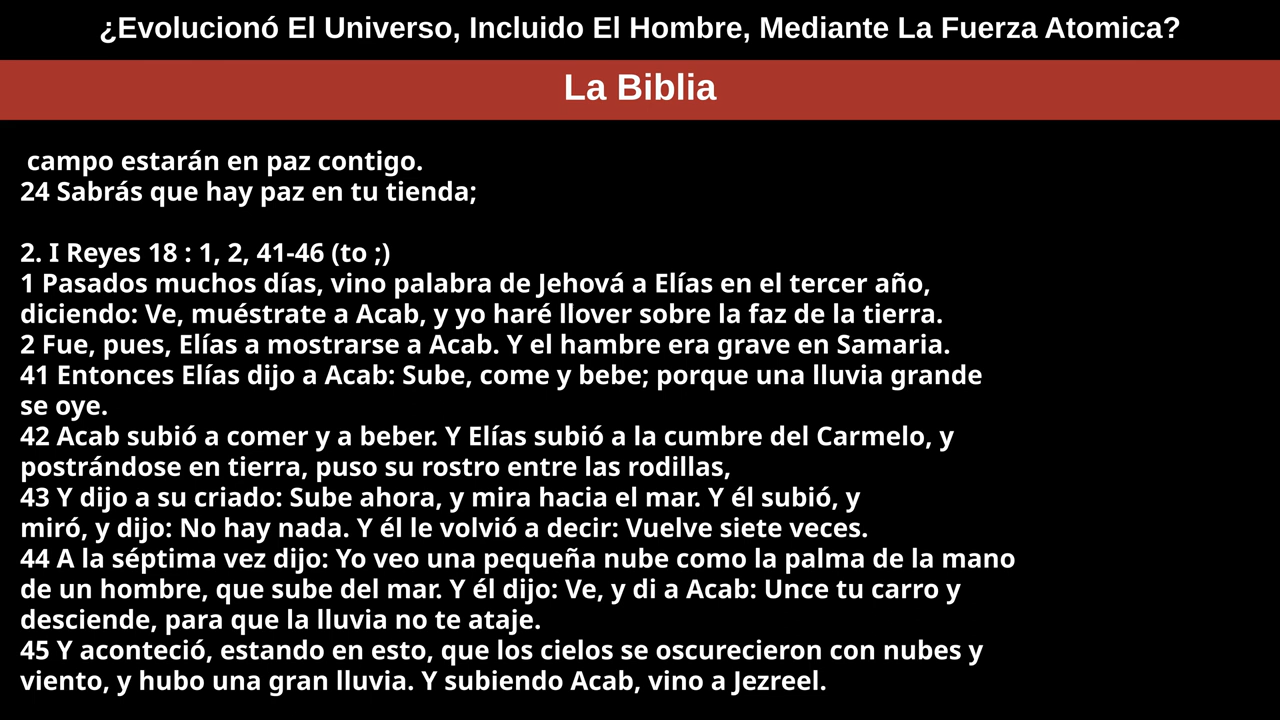 ¿Evolucionó El Universo, Incluido El Hombre, Mediante La Fuerza Atomica?
La Biblia
campo estarán en paz contigo.
24 Sabrás que hay paz en tu tienda;
2. I Reyes 18 : 1, 2, 41-46 (to ;)
1 Pasados muchos días, vino palabra de Jehová a Elías en el tercer año,
diciendo: Ve, muéstrate a Acab, y yo haré llover sobre la faz de la tierra.
2 Fue, pues, Elías a mostrarse a Acab. Y el hambre era grave en Samaria.
41 Entonces Elías dijo a Acab: Sube, come y bebe; porque una lluvia grande
se oye.
42 Acab subió a comer y a beber. Y Elías subió a la cumbre del Carmelo, y
postrándose en tierra, puso su rostro entre las rodillas,
43 Y dijo a su criado: Sube ahora, y mira hacia el mar. Y él subió, y
miró, y dijo: No hay nada. Y él le volvió a decir: Vuelve siete veces.
44 A la séptima vez dijo: Yo veo una pequeña nube como la palma de la mano
de un hombre, que sube del mar. Y él dijo: Ve, y di a Acab: Unce tu carro y
desciende, para que la lluvia no te ataje.
45 Y aconteció, estando en esto, que los cielos se oscurecieron con nubes y
viento, y hubo una gran lluvia. Y subiendo Acab, vino a Jezreel.